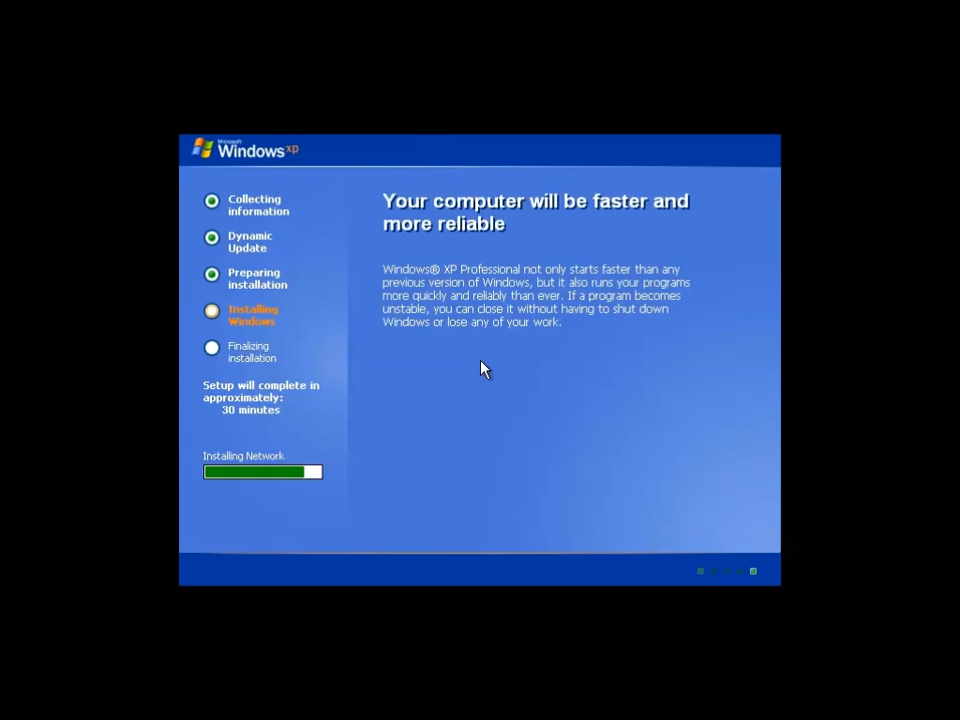 Microsoft
Windows xp
Collecting
information
Dynamic
Update
Preparing
installation
Installing
Windows
Finalizing
installation
Setup will complete in
approximately:
30 minutes
Installing Network
Your computer will be faster and
more reliable
Windows® XP Professional not only starts faster than any
previous version of Windows, but it also runs your programs
more quickly and reliably than ever. If a program becomes
unstable, you can close it without having to shut down
Windows or lose any of your work.